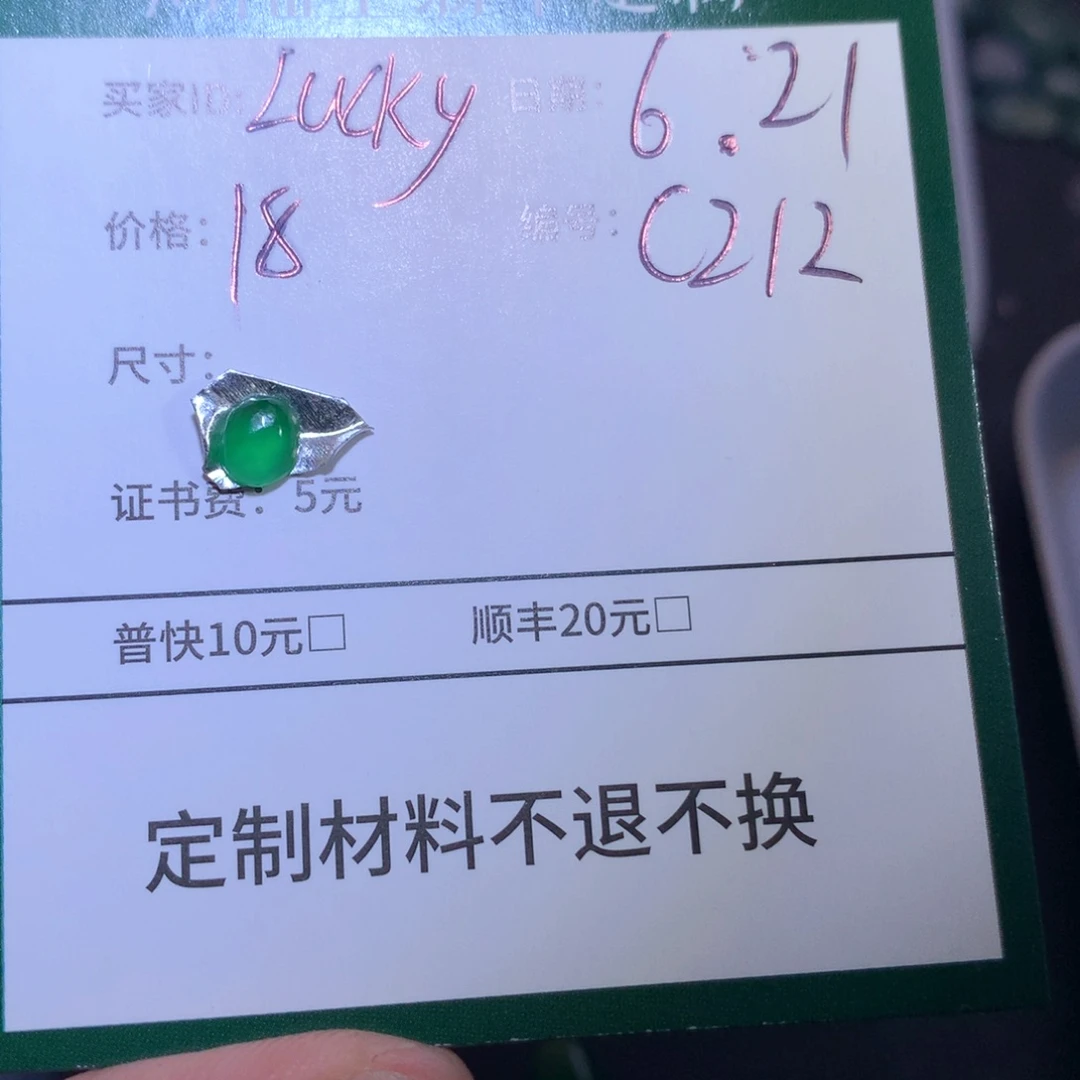 买家ID: Lucky 日期: 6.21
价格: 18 编号: C212
尺寸:
证书费: 5元
普快10元□ 顺丰20元□
定制材料不退不换